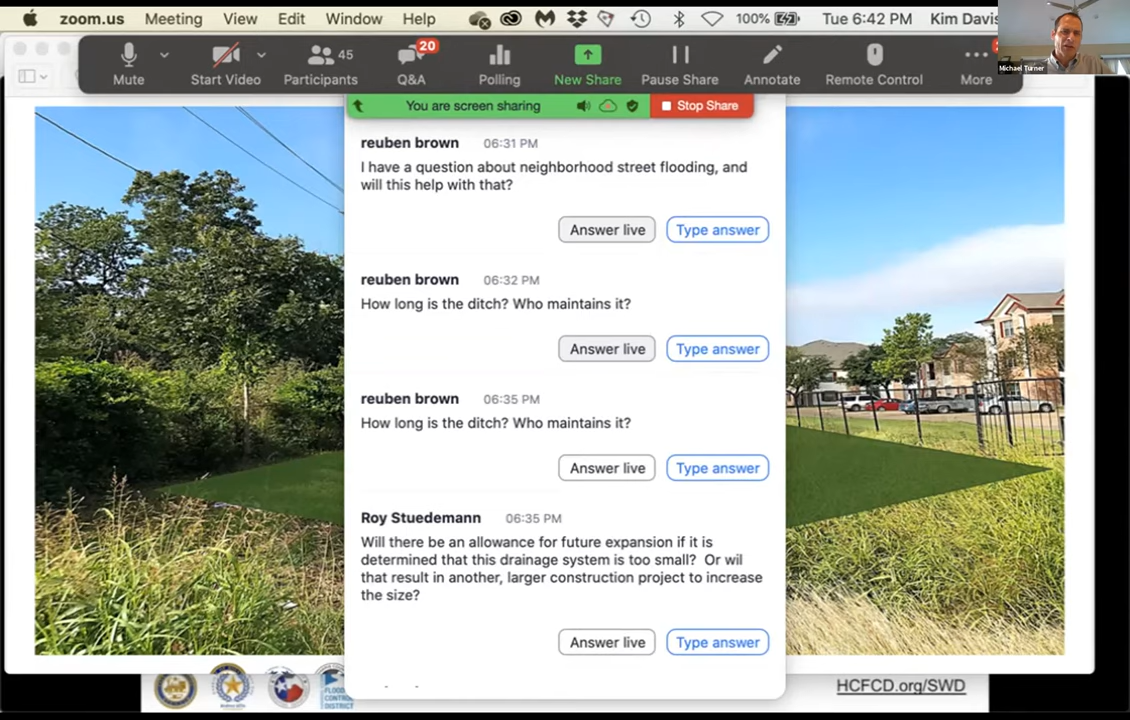 zoom.us Meeting View Edit Window Help 100% Tue 6:42 PM Kim Davis
Michael Turner
Mute Start Video Participants 45 Q&A 20 Polling New Share Pause Share Annotate Remote Control More
You are screen sharing Stop Share
reuben brown 06:31 PM
I have a question about neighborhood street flooding, and
will this help with that?
Answer live Type answer
reuben brown 06:32 PM
How long is the ditch? Who maintains it?
Answer live Type answer
reuben brown 06:35 PM
How long is the ditch? Who maintains it?
Answer live Type answer
Roy Stuedemann 06:35 PM
Will there be an allowance for future expansion if it is
determined that this drainage system is too small? Or wil
that result in another, larger construction project to increase
the size?
Answer live Type answer
FLOOD
CONTROL
DISTRICT
HCFCD.org/SWD